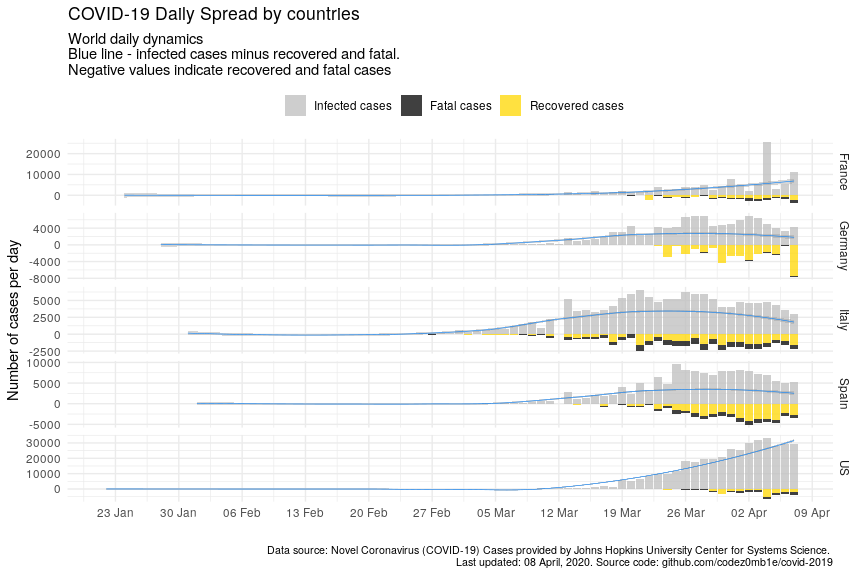 COVID-19 Daily Spread by countries
World daily dynamics
Blue line - infected cases minus recovered and fatal.
Negative values indicate recovered and fatal cases
Infected cases Fatal cases Recovered cases
Number of cases per day
20000
10000
0
France
4000
0
-4000
-8000
Germany
5000
2500
0
-2500
Italy
10000
5000
0
-5000
Spain
30000
20000
10000
0
US
23 Jan 30 Jan 06 Feb 13 Feb 20 Feb 27 Feb 05 Mar 12 Mar 19 Mar 26 Mar 02 Apr 09 Apr
Data source: Novel Coronavirus (COVID-19) Cases provided by Johns Hopkins University Center for Systems Science.
Last updated: 08 April, 2020. Source code: github.com/codez0mb1e/covid-2019